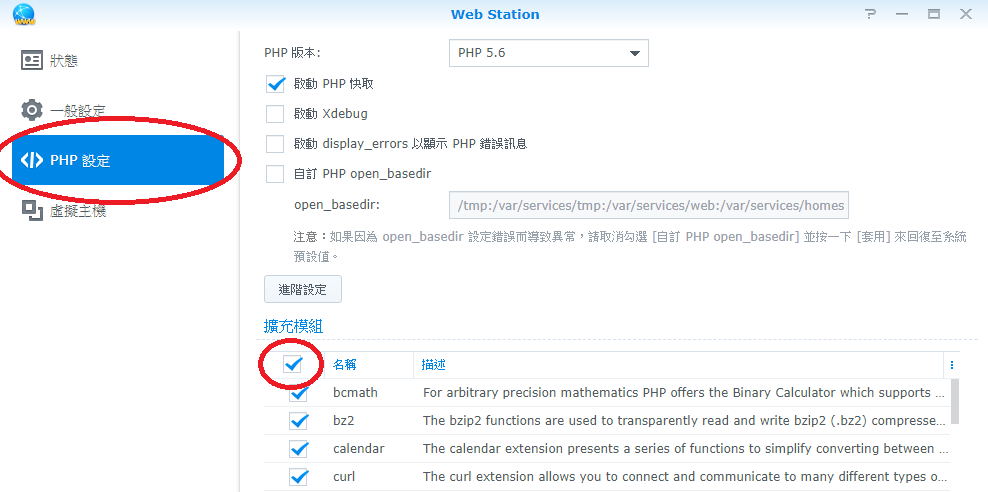 Web Station
狀態
一般設定
PHP 設定
虛擬主機
PHP 版本:
PHP 5.6
啟動 PHP 快取
啟動 Xdebug
啟動 display_errors 以顯示 PHP 錯誤訊息
自訂 PHP open_basedir
open_basedir:
/tmp:/var/services/tmp:/var/services/web:/var/services/homes
注意：如果因為 open_basedir 設定錯誤而導致異常，請取消勾選 [自訂 PHP open_basedir] 並按一下 [套用] 來回復至系統
預設值。
進階設定
擴充模組
名稱 描述
bcmath For arbitrary precision mathematics PHP offers the Binary Calculator which supports ...
bz2 The bzip2 functions are used to transparently read and write bzip2 (.bz2) compresse...
calendar The calendar extension presents a series of functions to simplify converting between ...
curl The curl extension allows you to connect and communicate to many different types o...